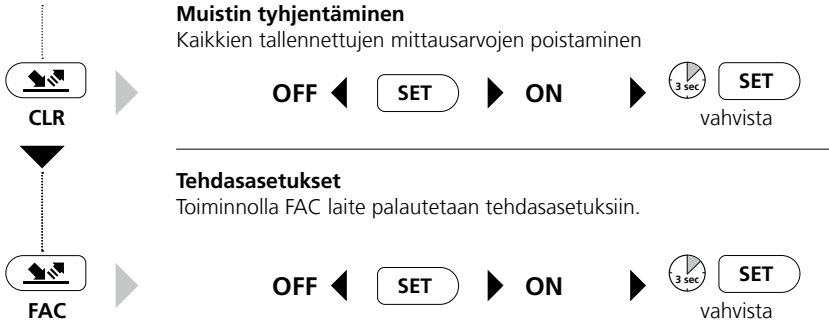 Muistin tyhjentäminen
Kaikkien tallennettujen mittausarvojen poistaminen
OFF SET ON 3 sec SET
CLR vahvista
Tehdasasetukset
Toiminnolla FAC laite palautetaan tehdasasetuksiin.
OFF SET ON 3 sec SET
FAC vahvista